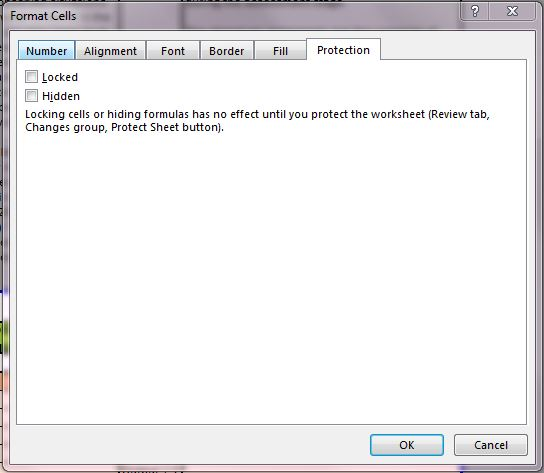 Format Cells
Number Alignment Font Border Fill Protection
Locked
Hidden
Locking cells or hiding formulas has no effect until you protect the worksheet (Review tab,
Changes group, Protect Sheet button).
OK Cancel